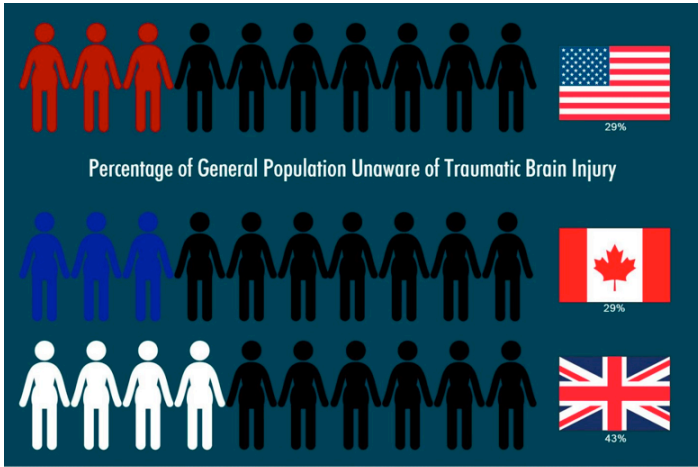 29%
Percentage of General Population Unaware of Traumatic Brain Injury
29%
43%